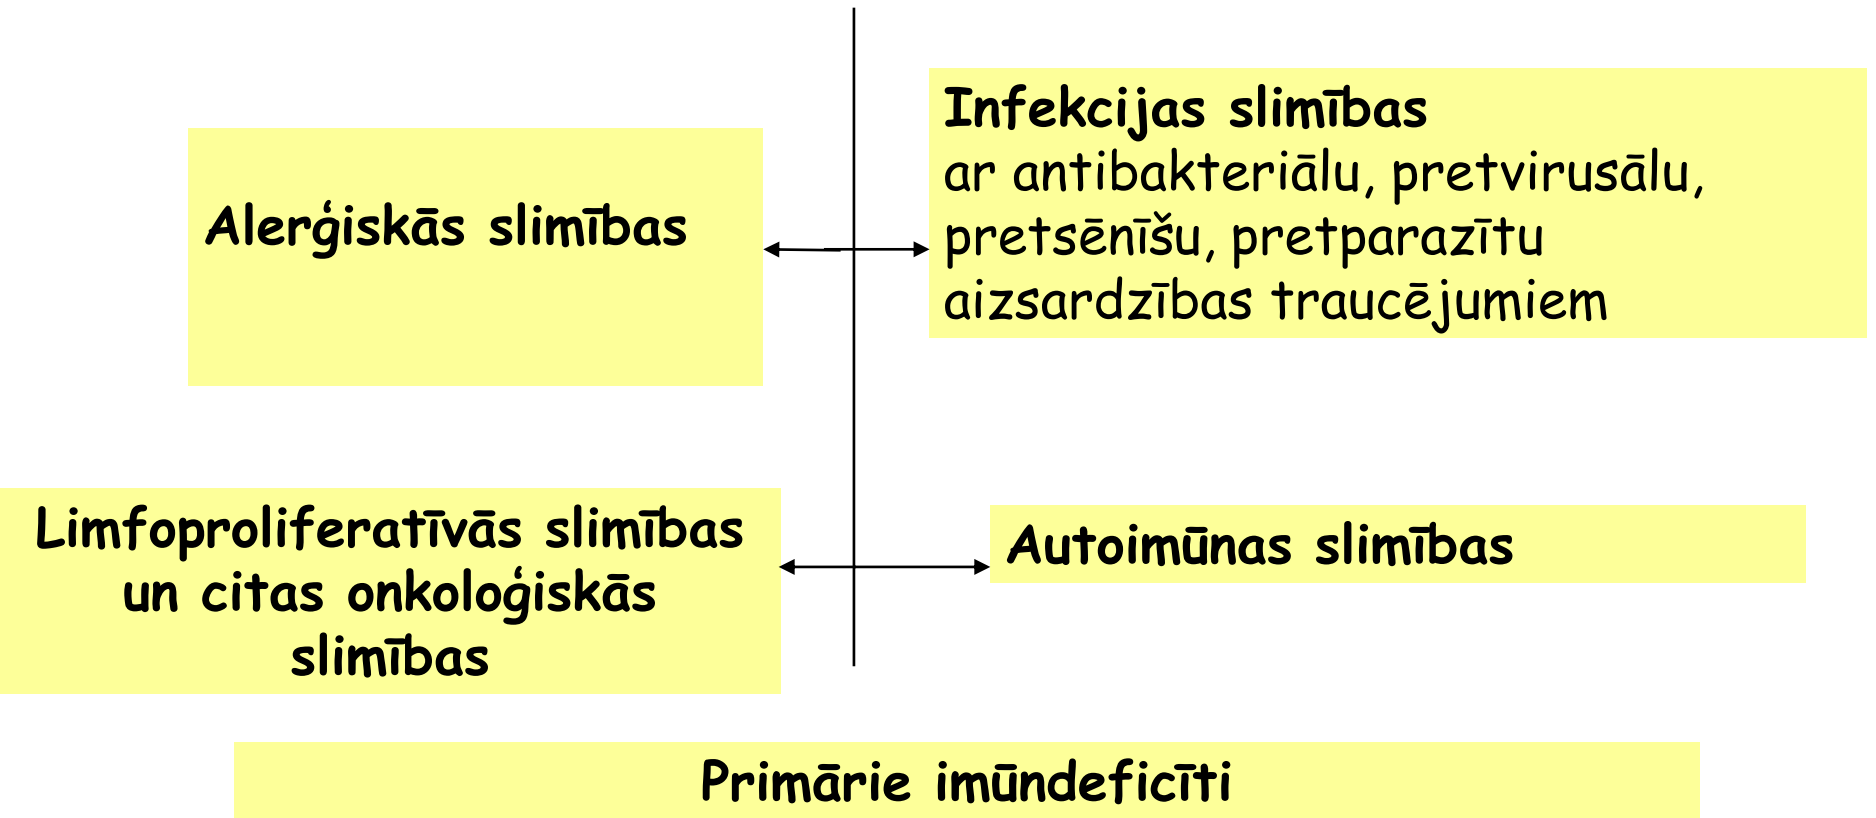 Alerģiskās slimības
Infekcijas slimības
ar antibakteriālu, pretvirusālu,
pretsēnīšu, pretparazītu
aizsardzības traucējumiem
Limfoproliferatīvās slimības
un citas onkoloģiskās
slimības
Autoimūnas slimības
Primārie imūndeficīti